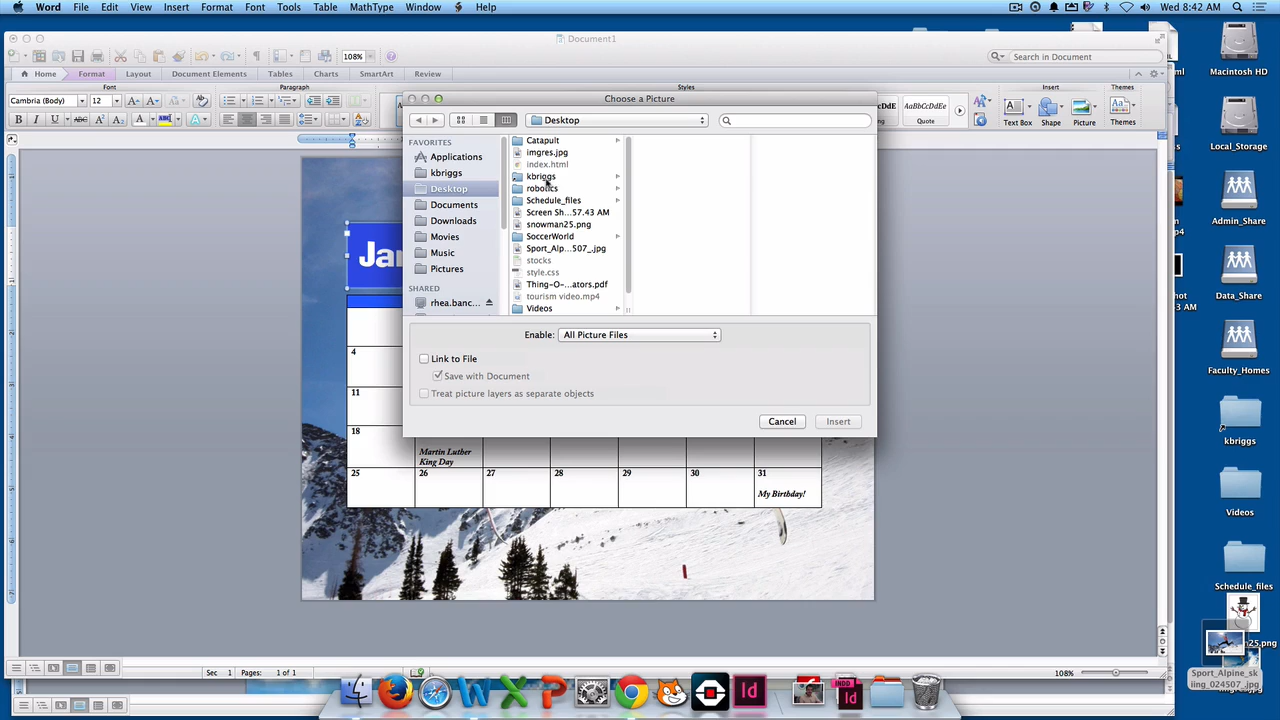 Word File Edit View Insert Format Font Tools Table MathType Window Help Wed 8:42 AM
Document1
108% Search in Document
Home Format Layout Document Elements Tables Charts SmartArt Review
Font Paragraph Styles Insert Themes
Cambria (Body) 12 AaBbCcDdE
B I U Quote Text Box Shape Picture Themes
Choose a Picture
Desktop
FAVORITES
Applications
kbriggs
Desktop
Documents
Downloads
Movies
Music
Pictures
SHARED
rhea.banc...
Catapult
imgres.jpg
index.html
kbriggs
robotics
Schedule_files
Screen Sh...57.43 AM
snowman25.png
SoccerWorld
Sport_Alp...507_.jpg
stocks
style.css
Thing-O-...ators.pdf
tourism video.mp4
Videos
Enable: All Picture Files
Link to File
Save with Document
Treat picture layers as separate objects
Cancel Insert
Jan
4
11
18
Martin Luther
King Day
25 26 27 28 29 30 31
My Birthday!
Sec 1 Pages: 1 of 1 108%
Macintosh HD
Local_Storage
Admin_Share
Data_Share
Faculty_Homes
kbriggs
Videos
Schedule_files
Sport_Alpine_sk
iing_024507_.jpg